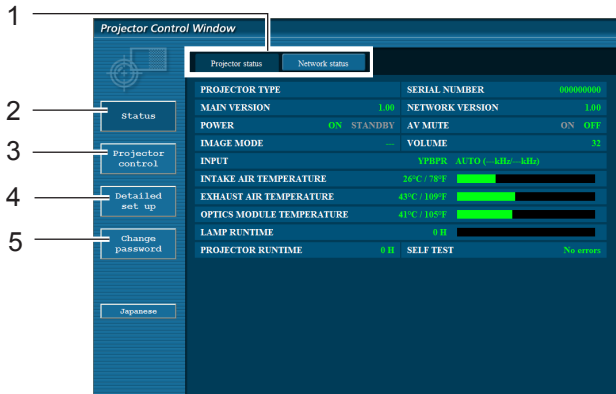 1
Projector Control Window
Projector status Network status
PROJECTOR TYPE SERIAL NUMBER 000000000
2 Status MAIN VERSION 1.00 NETWORK VERSION 1.00
POWER ON STANDBY AV MUTE ON OFF
IMAGE MODE --- VOLUME 32
3 Projector
control
INPUT YPBPR AUTO (---kHz/---kHz)
INTAKE AIR TEMPERATURE 26°C / 78°F
4 Detailed
set up
EXHAUST AIR TEMPERATURE 43°C / 109°F
OPTICS MODULE TEMPERATURE 41°C / 105°F
5 Change
password
LAMP RUNTIME 0 H
PROJECTOR RUNTIME 0 H SELF TEST No errors
Japanese